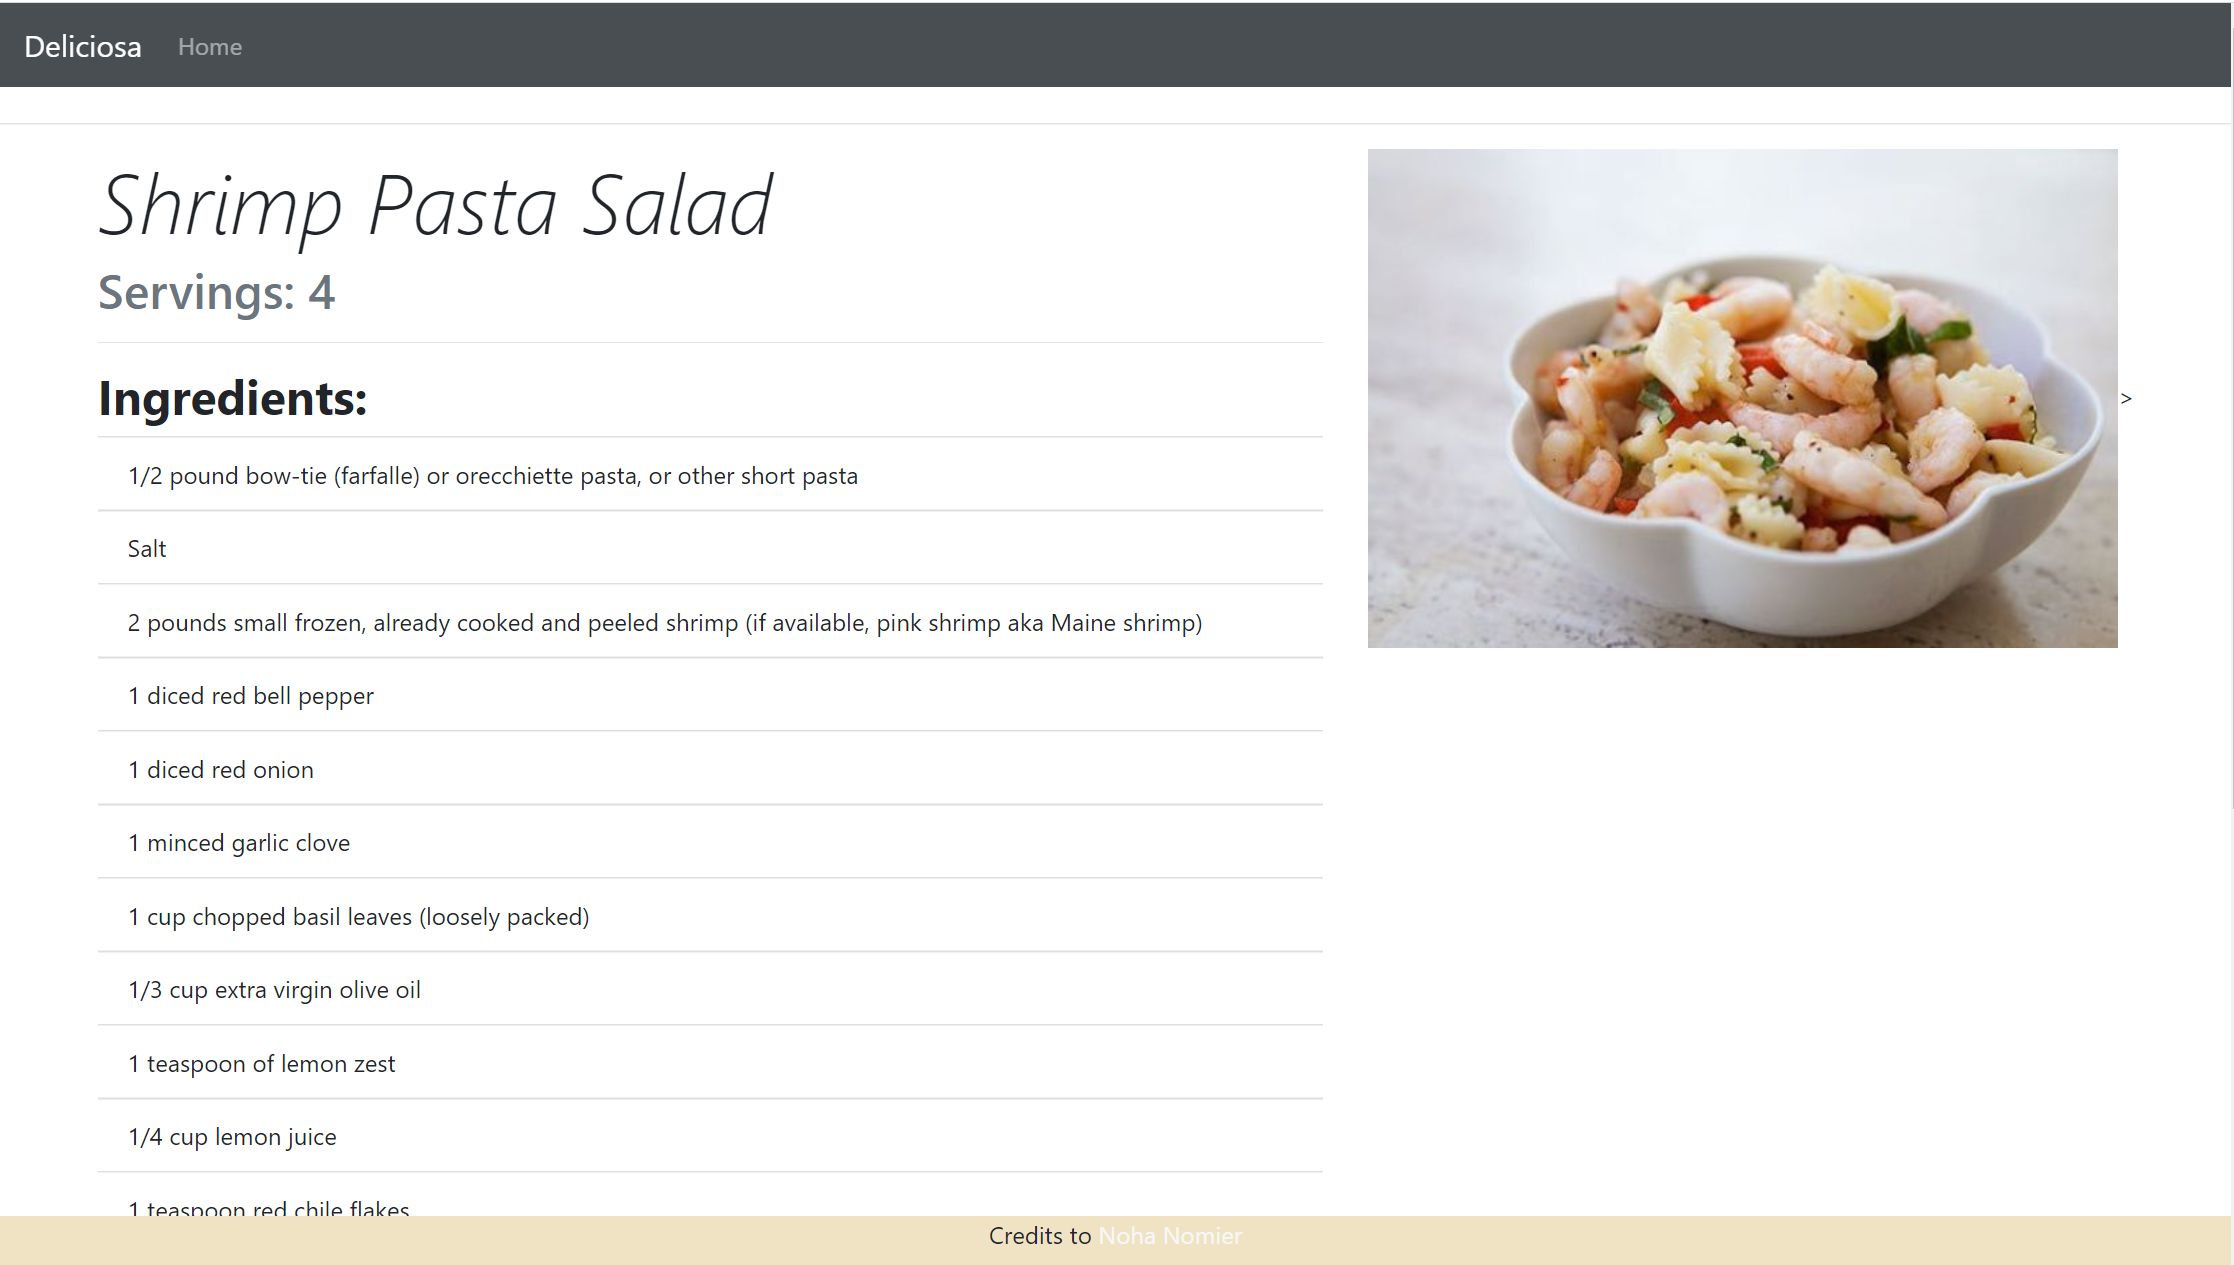 Deliciosa Home
Shrimp Pasta Salad
Servings: 4
Ingredients:
1/2 pound bow-tie (farfalle) or orecchiette pasta, or other short pasta
Salt
2 pounds small frozen, already cooked and peeled shrimp (if available, pink shrimp aka Maine shrimp)
1 diced red bell pepper
1 diced red onion
1 minced garlic clove
1 cup chopped basil leaves (loosely packed)
1/3 cup extra virgin olive oil
1 teaspoon of lemon zest
1/4 cup lemon juice
1 teaspoon red chile flakes
>
Credits to Noha Nomier